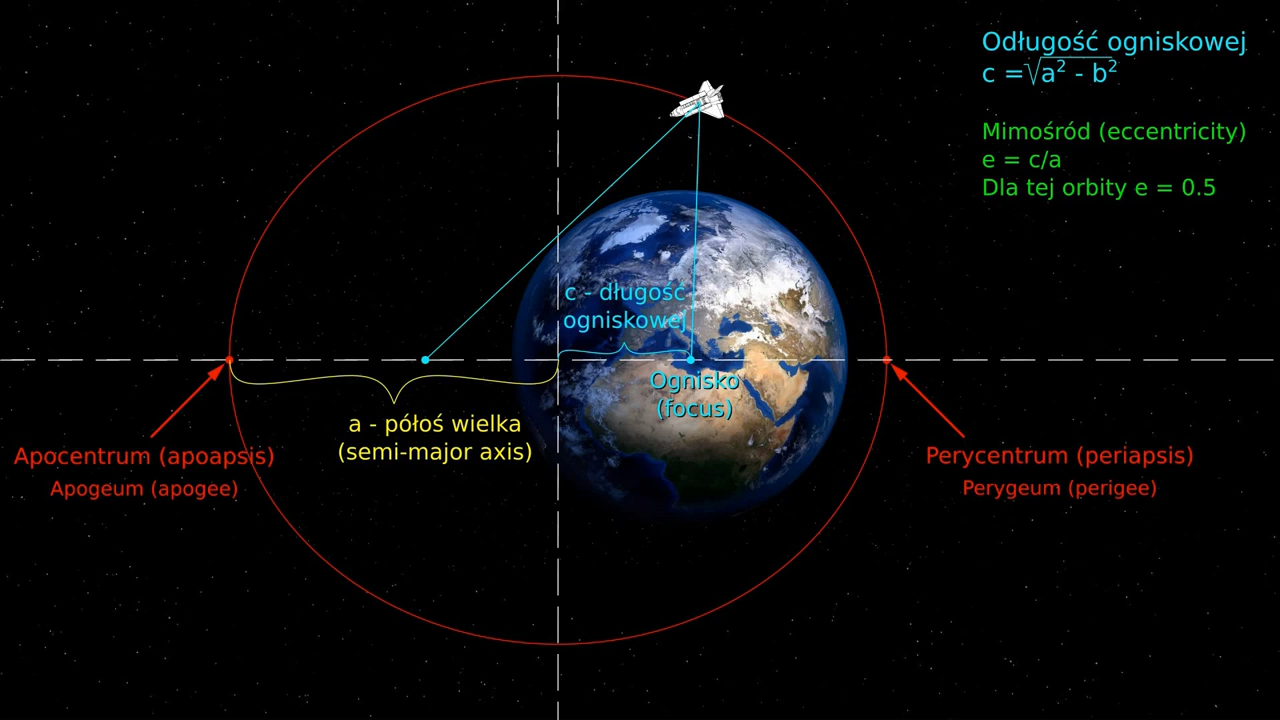 Odługość ogniskowej
c =√a² - b²
Mimośród (eccentricity)
e = c/a
Dla tej orbity e = 0.5
c - długość
ogniskowej
Ognisko
(focus)
a - półoś wielka
(semi-major axis)
Apocentrum (apoapsis)
Apogeum (apogee)
Perycentrum (periapsis)
Perygeum (perigee)